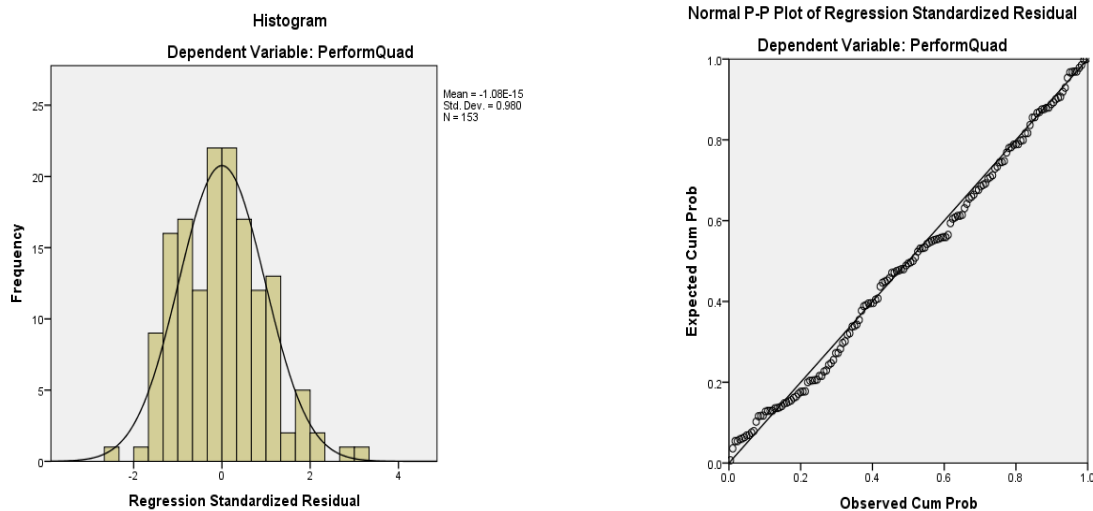 Histogram
Dependent Variable: PerformQuad
Mean = -1.08E-15
Std. Dev. = 0.980
N = 153
Frequency
25
20
15
10
5
0
-2
0
2
4
Regression Standardized Residual
Normal P-P Plot of Regression Standardized Residual
Dependent Variable: PerformQuad
Expected Cum Prob
1.0
0.8
0.6
0.4
0.2
0.0
0.0
0.2
0.4
0.6
0.8
1.0
Observed Cum Prob